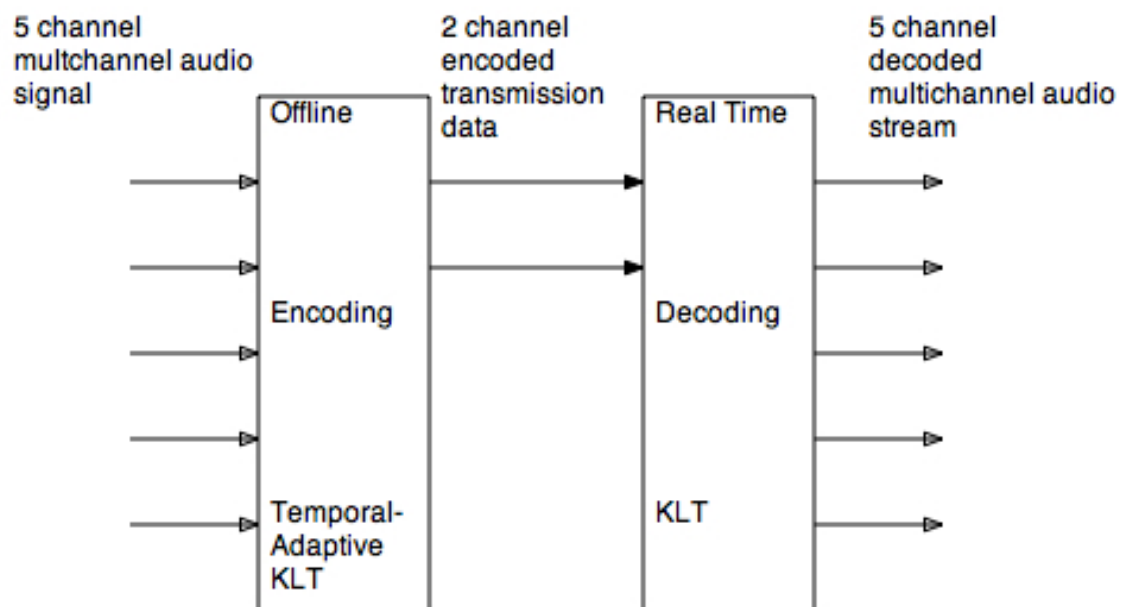 5 channel
multchannel audio
signal
2 channel
encoded
transmission
data
5 channel
decoded
multichannel audio
stream
Offline
Encoding
Temporal-
Adaptive
KLT
Real Time
Decoding
KLT